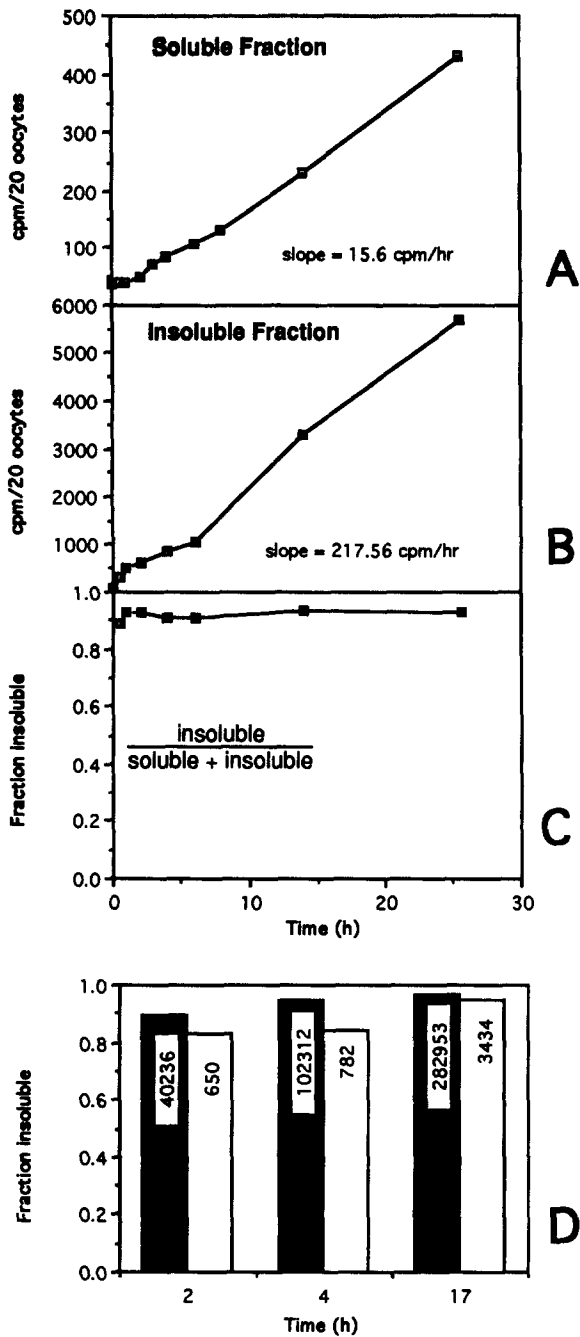 500
400
300
200
100
cpm/20 oocytes
Soluble Fraction
slope = 15.6 cpm/hr
A
6000
5000
4000
3000
2000
1000
cpm/20 oocytes
Insoluble Fraction
slope = 217.56 cpm/hr
B
1.0
0.8
0.6
0.4
0.2
0.0
Fraction insoluble
insoluble
soluble + insoluble
C
0 10 20 30
Time (h)
1.0
0.8
0.6
0.4
0.2
0.0
Fraction insoluble
40236 650 102312 782 282953 3434
D
2 4 17
Time (h)